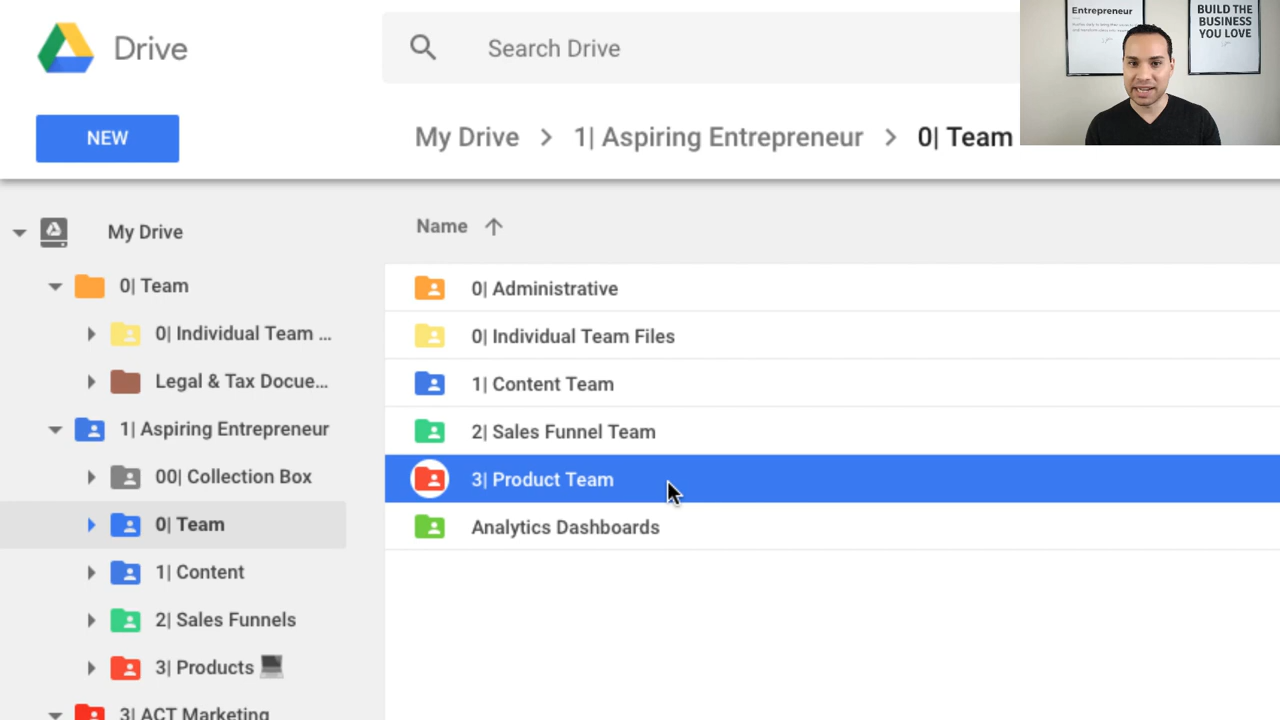 Drive
Search Drive
Entrepreneur
BUILD THE
BUSINESS
YOU LOVE
NEW
My Drive > 1| Aspiring Entrepreneur > 0| Team
My Drive
0| Team
0| Individual Team ...
Legal & Tax Docue...
1| Aspiring Entrepreneur
00| Collection Box
0| Team
1| Content
2| Sales Funnels
3| Products
3| ACT Marketing
Name
0| Administrative
0| Individual Team Files
1| Content Team
2| Sales Funnel Team
3| Product Team
Analytics Dashboards